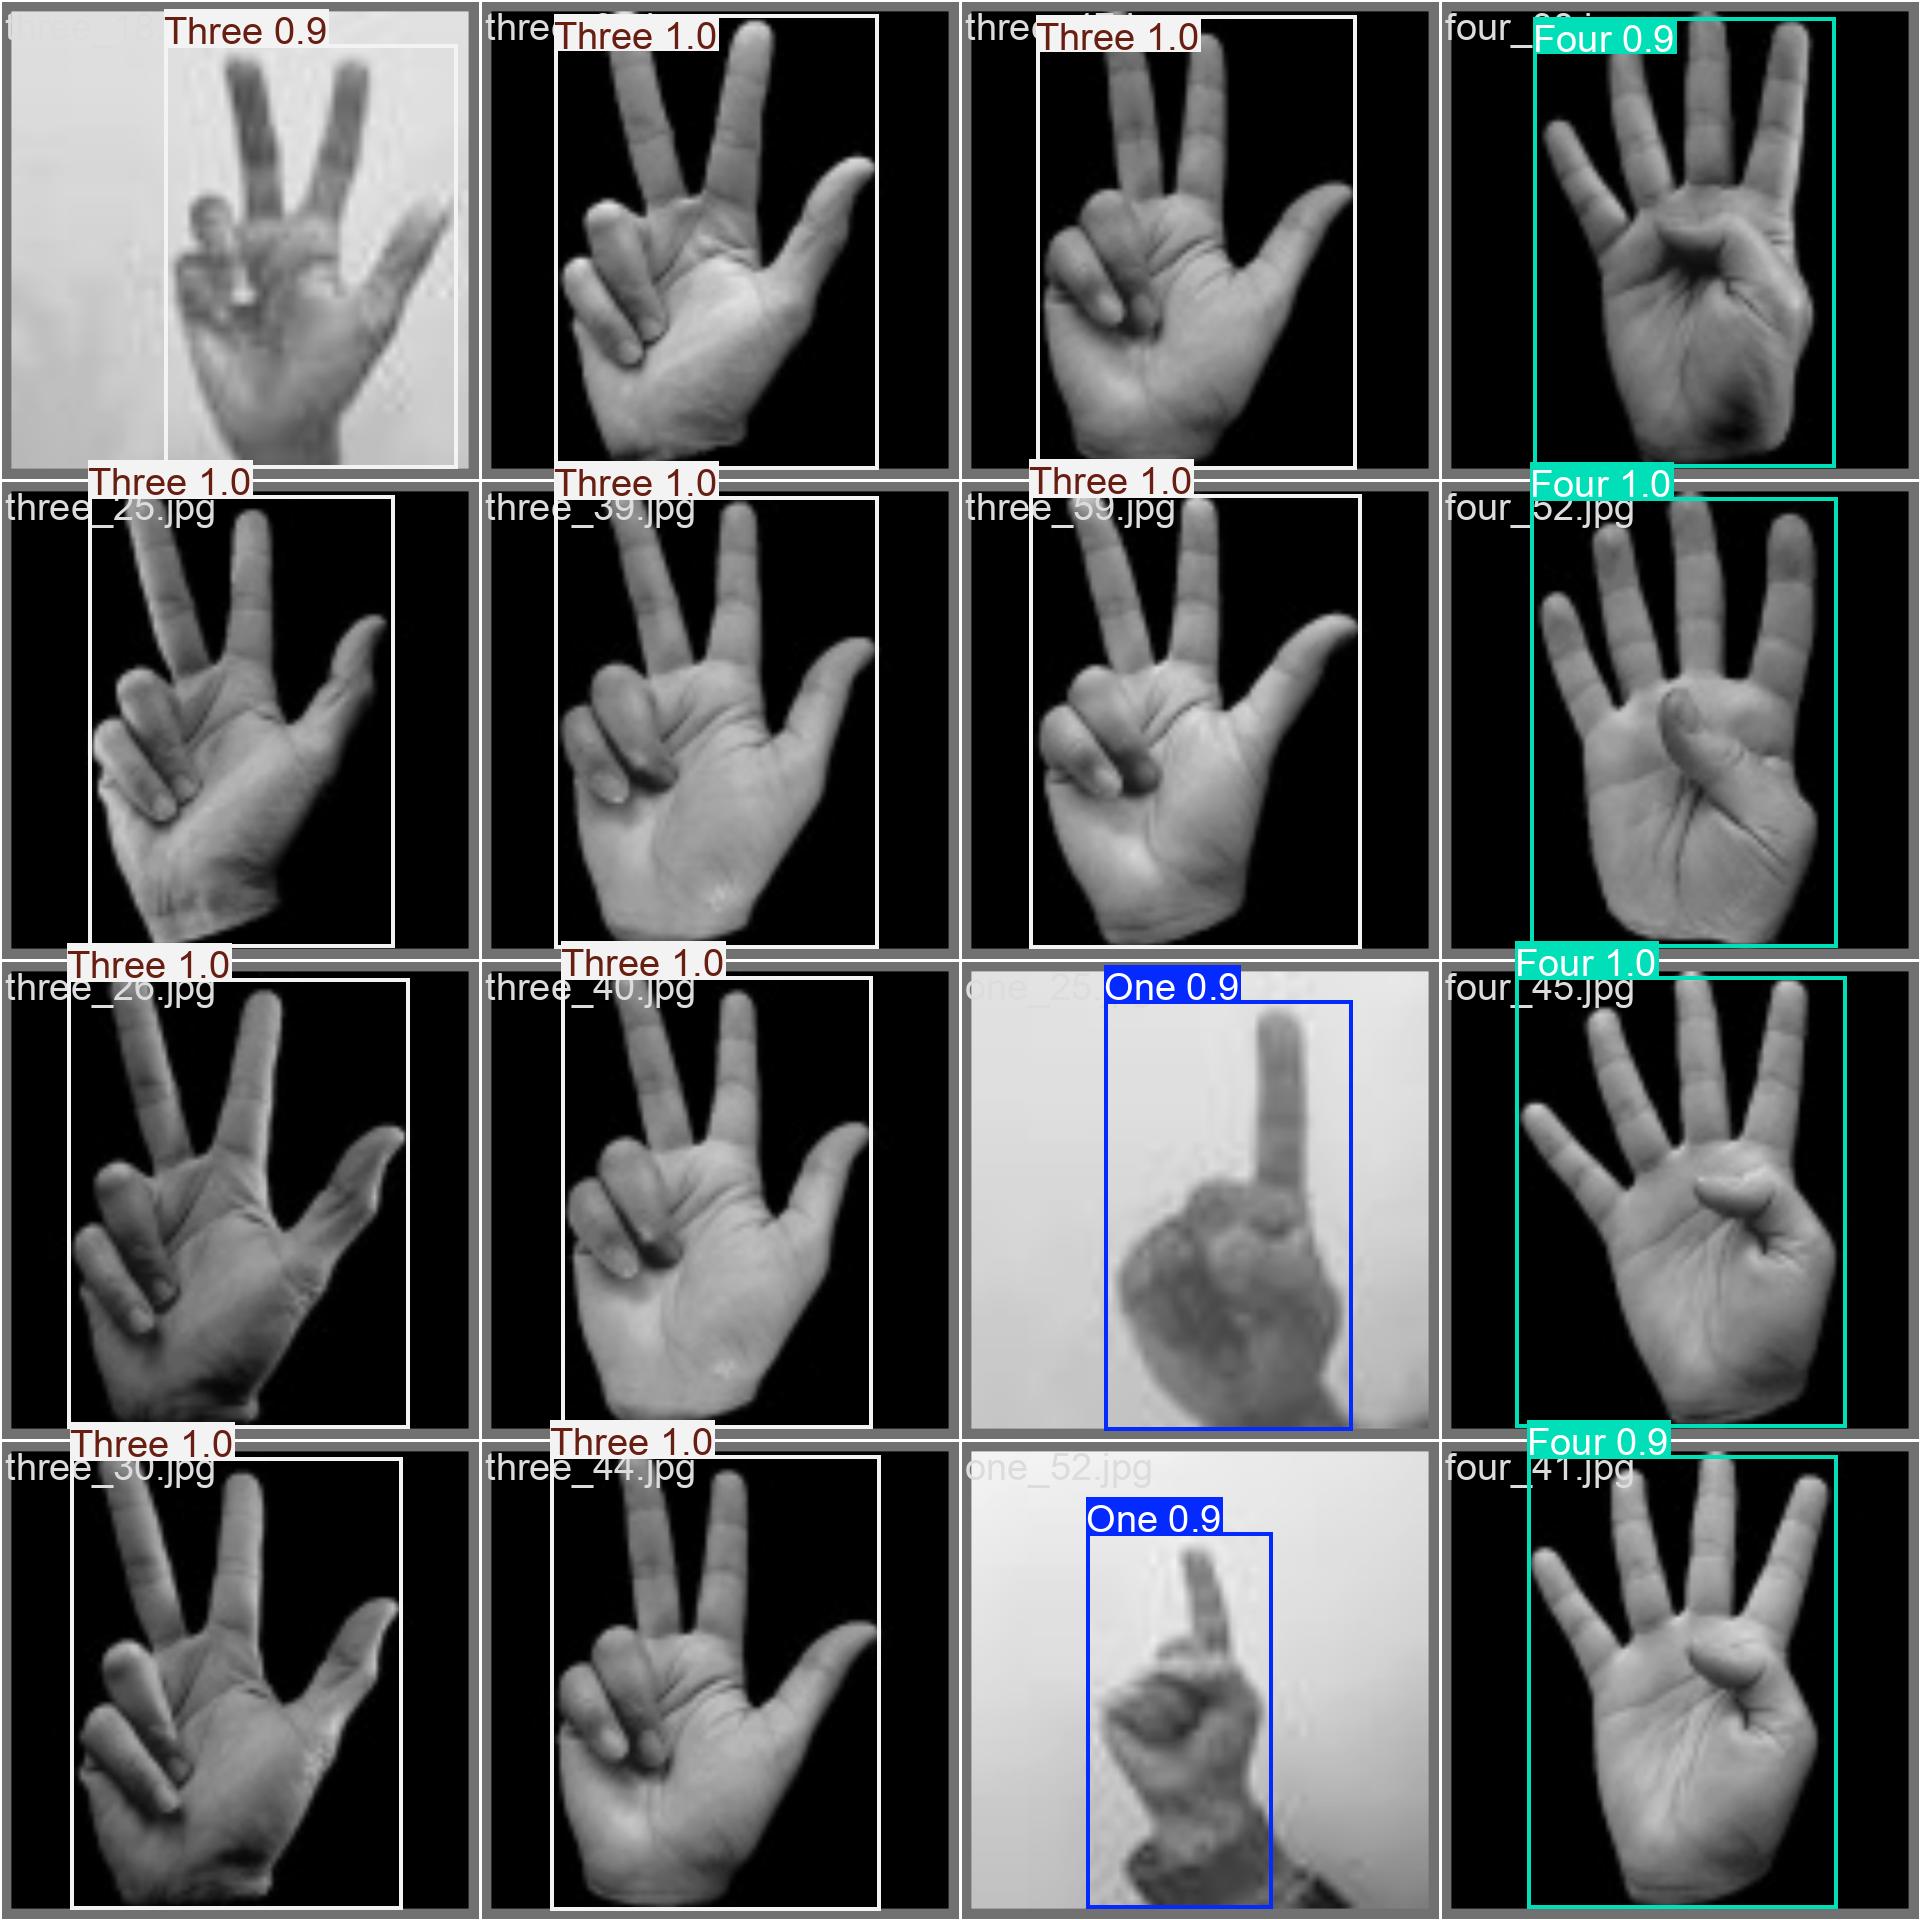 Three 0.9
Three 1.0
Three 1.0
Four 0.9
three_25.jpg
Three 1.0
three_39.jpg
Three 1.0
three_59.jpg
Three 1.0
four_52.jpg
Four 1.0
three_26.jpg
Three 1.0
three_40.jpg
Three 1.0
One 0.9
four_45.jpg
Four 1.0
three_30.jpg
Three 1.0
three_44.jpg
Three 1.0
one_52.jpg
One 0.9
four_41.jpg
Four 0.9